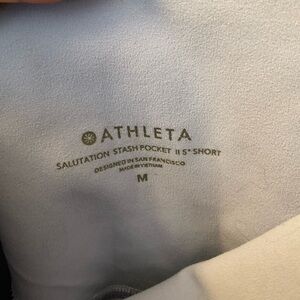 ATHLETA
SALUTATION STASH POCKET II 5" SHORT
DESIGNED IN SAN FRANCISCO
MADE IN VIETNAM
M